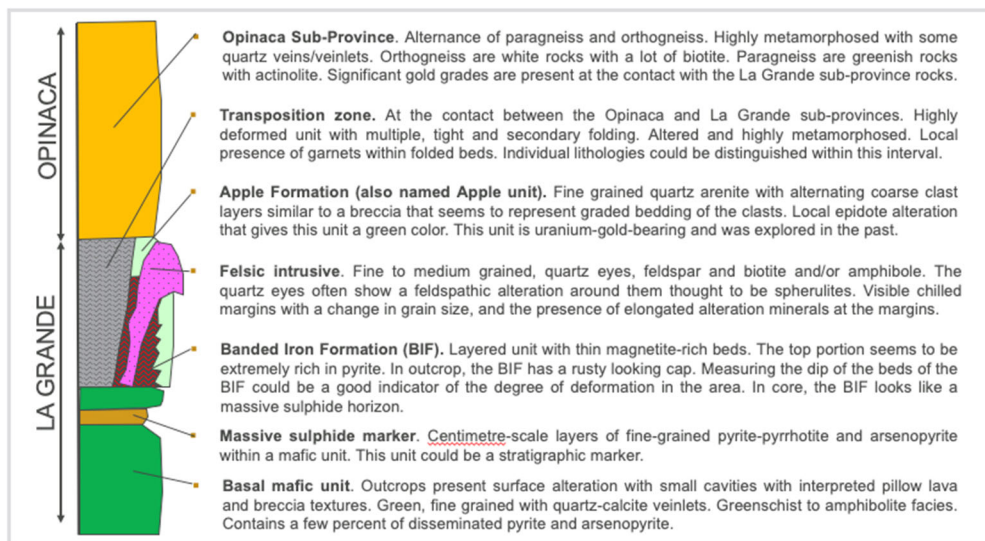 OPINACA
LA GRANDE
Opinaca Sub-Province. Alternance of paragneiss and orthogneiss. Highly metamorphosed with some
quartz veins/veinlets. Orthogneiss are white rocks with a lot of biotite. Paragneiss are greenish rocks
with actinolite. Significant gold grades are present at the contact with the La Grande sub-province rocks.
Transposition zone. At the contact between the Opinaca and La Grande sub-provinces. Highly
deformed unit with multiple, tight and secondary folding. Altered and highly metamorphosed. Local
presence of garnets within folded beds. Individual lithologies could be distinguished within this interval.
Apple Formation (also named Apple unit). Fine grained quartz arenite with alternating coarse clast
layers similar to a breccia that seems to represent graded bedding of the clasts. Local epidote alteration
that gives this unit a green color. This unit is uranium-gold-bearing and was explored in the past.
Felsic intrusive. Fine to medium grained, quartz eyes, feldspar and biotite and/or amphibole. The
quartz eyes often show a feldspathic alteration around them thought to be spherulites. Visible chilled
margins with a change in grain size, and the presence of elongated alteration minerals at the margins.
Banded Iron Formation (BIF). Layered unit with thin magnetite-rich beds. The top portion seems to be
extremely rich in pyrite. In outcrop, the BIF has a rusty looking cap. Measuring the dip of the beds of the
BIF could be a good indicator of the degree of deformation in the area. In core, the BIF looks like a
massive sulphide horizon.
Massive sulphide marker. Centimetre-scale layers of fine-grained pyrite-pyrrhotite and arsenopyrite
within a mafic unit. This unit could be a stratigraphic marker.
Basal mafic unit. Outcrops present surface alteration with small cavities with interpreted pillow lava
and breccia textures. Green, fine grained with quartz-calcite veinlets. Greenschist to amphibolite facies.
Contains a few percent of disseminated pyrite and arsenopyrite.